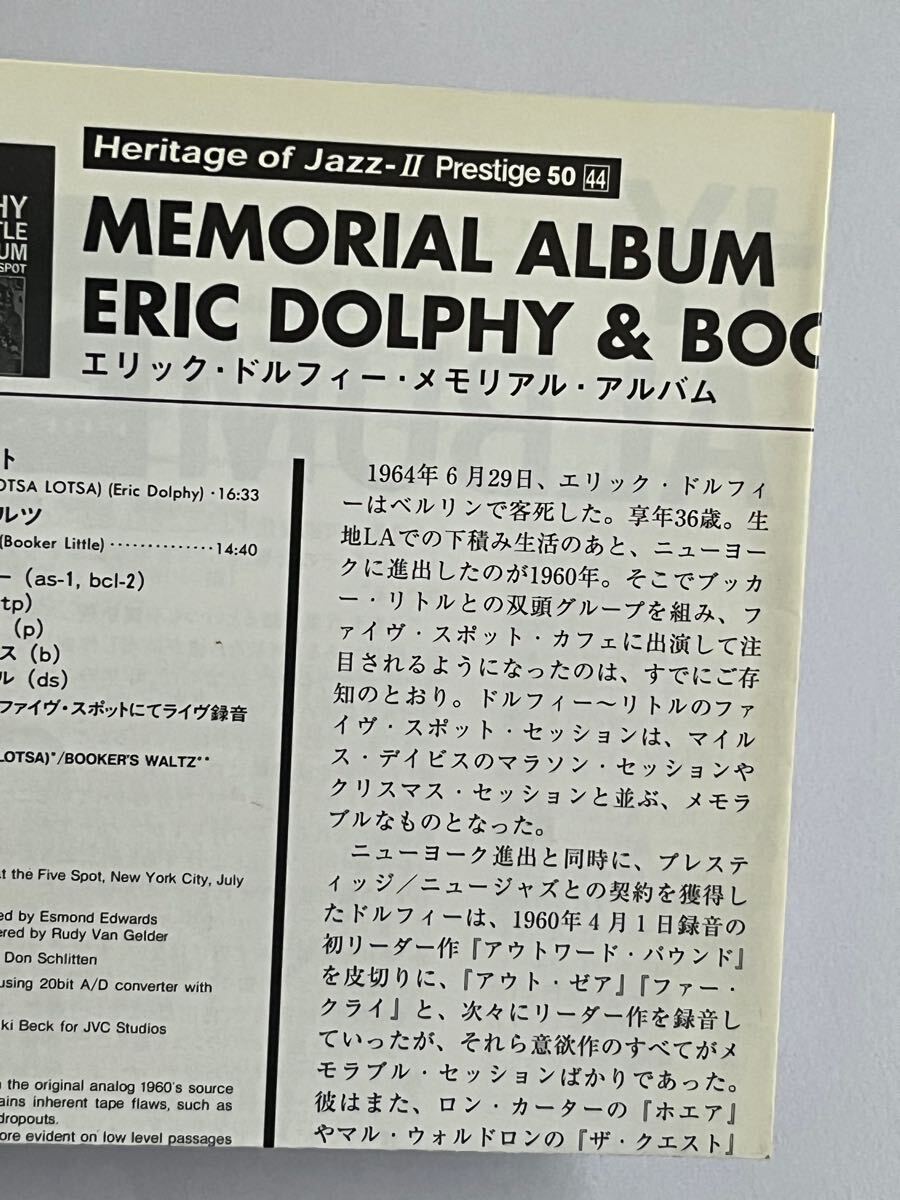 Heritage of Jazz-II Prestige 50 44
MEMORIAL ALBUM
ERIC DOLPHY & BOO
エリック・ドルフィー・メモリアル・アルバム
HY
TLE
UM
SPOT
ト
OTSA LOTSA) (Eric Dolphy) ・16:33
ルツ
(Booker Little) ・・・・・・・・・・・・・・14:40
ー (as-1, bcl-2)
tp)
(p)
ス (b)
ル (ds)
ファイヴ・スポットにてライヴ録音
LOTSA)*/BOOKER'S WALTZ**
t the Five Spot, New York City, July
ed by Esmond Edwards
ered by Rudy Van Gelder
Don Schlitten
using 20bit A/D converter with
ki Beck for JVC Studios
n the original analog 1960's source
ains inherent tape flaws, such as
dropouts.
ore evident on low level passages
1964年6月29日、エリック・ドルフィ
ーはベルリンで客死した。享年36歳。生
地LAでの下積み生活のあと、ニューヨー
クに進出したのが1960年。そこでブッカ
ー・リトルとの双頭グループを組み、フ
ァイヴ・スポット・カフェに出演して注
目されるようになったのは、すでにご存
知のとおり。ドルフィー〜リトルのファ
イヴ・スポット・セッションは、マイル
ス・デイビスのマラソン・セッションや
クリスマス・セッションと並ぶ、メモラ
ブルなものとなった。
ニューヨーク進出と同時に、プレステ
ィッジ／ニュージャズとの契約を獲得し
たドルフィーは、1960年4月1日録音の
初リーダー作『アウトワード・バウンド』
を皮切りに、『アウト・ゼア』『ファー・
クライ』と、次々にリーダー作を録音し
ていったが、それら意欲作のすべてがメ
モラブル・セッションばかりであった。
彼はまた、ロン・カーターの『ホエア』
やマル・ウォルドロンの『ザ・クエスト』